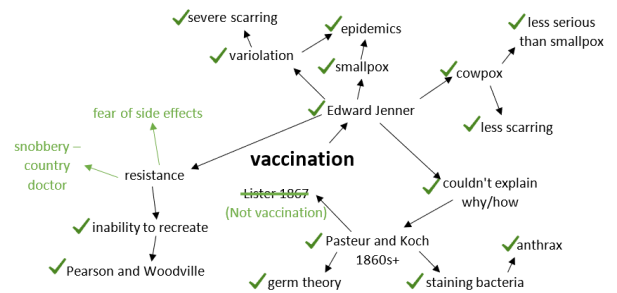 severe scarring
epidemics
less serious
than smallpox
variolation
smallpox
cowpox
fear of side effects
Edward Jenner
less scarring
snobbery –
country
doctor
vaccination
resistance
couldn't explain
why/how
Lister 1867
(Not vaccination)
inability to recreate
Pasteur and Koch
1860s+
anthrax
Pearson and Woodville
germ theory
staining bacteria